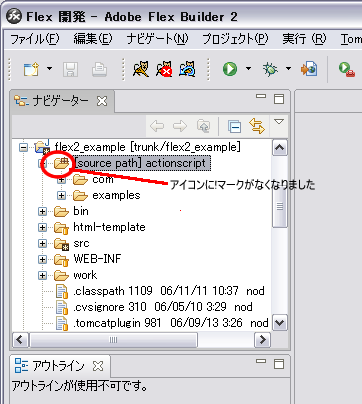 Flex 開発 - Adobe Flex Builder 2
ファイル(F) 編集(E) ナビゲート(N) プロジェクト(P) 実行 (R) Tom
ナビゲーター
flex2_example [trunk/flex2_example]
[source path] actionscript
com
アイコンに!マークがなくなりました
examples
bin
html-template
src
WEB-INF
work
.classpath 1109 06/11/11 10:37 nod
.cvsignore 310 06/05/10 3:29 nod
.tomcatplugin 981 06/09/13 3:26 nod
アウトライン
アウトラインが使用不可です。